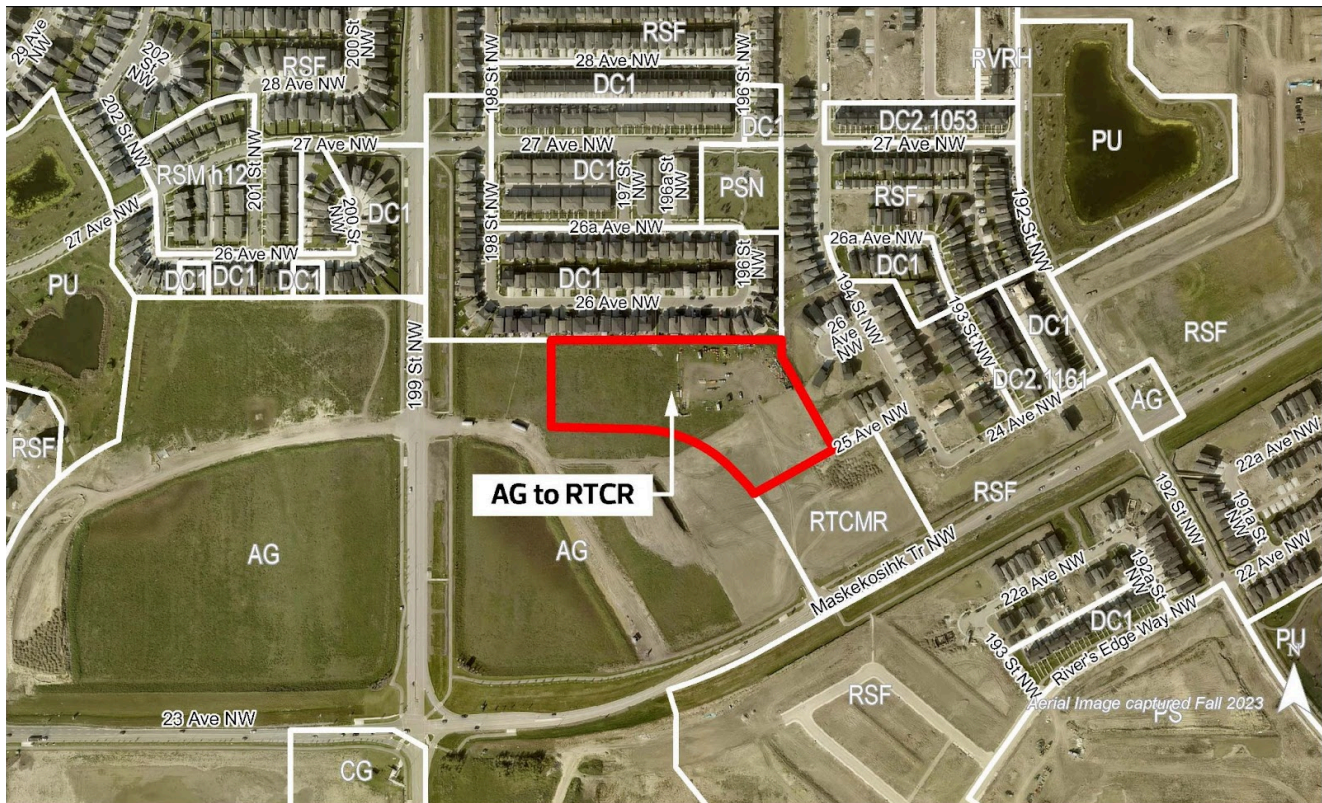 29 Ave NW
202 St NW
RSF
28 Ave NW
200 St NW
198 St NW
RSF
28 Ave NW
DC1
196 St NW
RVRH
PU
DC1
DC2.1053
202 St NW
27 Ave NW
27 Ave NW
27 Ave NW
RSM h12
201 St NW
200 St NW
DC1
DC1
197 St NW
196a St NW
PSN
RSF
192 St NW
27 Ave NW
26 Ave NW
198 St NW
26a Ave NW
196 St NW
26a Ave NW
DC1
PU
DC1
DC1
DC1
DC1
26 Ave NW
194 St NW
26 Ave NW
193 St NW
DC1
RSF
199 St NW
DC2.1161
24 Ave NW
AG
RSF
25 Ave NW
AG to RTCR
RSF
22a Ave NW
AG
AG
RTCMR
Maskekosihk Tr NW
192 St NW
191a St NW
22 Ave NW
22a Ave NW
192a St NW
DC1
193 St NW
River's Edge Way NW
PU
N
RSF
Aerial Image captured Fall 2023
PS
23 Ave NW
CG